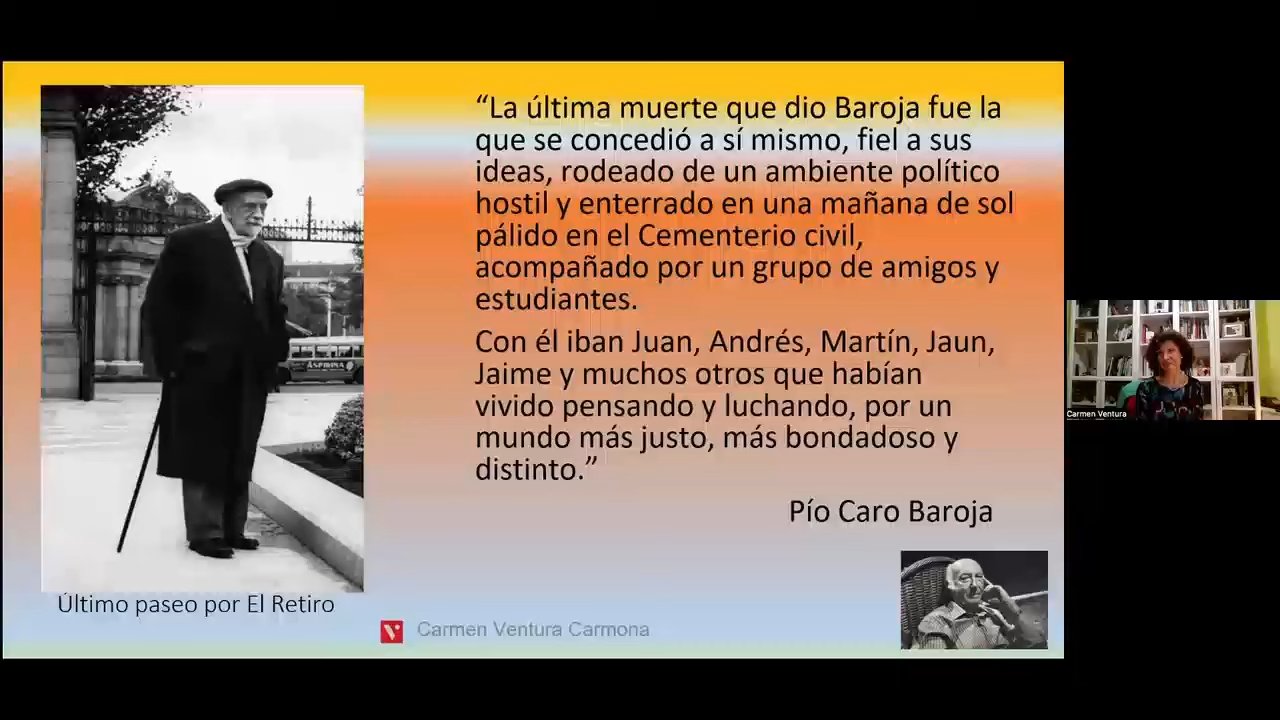 “La última muerte que dio Baroja fue la
que se concedió a sí mismo, fiel a sus
ideas, rodeado de un ambiente político
hostil y enterrado en una mañana de sol
pálido en el Cementerio civil,
acompañado por un grupo de amigos y
estudiantes.
Con él iban Juan, Andrés, Martín, Jaun,
Jaime y muchos otros que habían
vivido pensando y luchando, por un
mundo más justo, más bondadoso y
distinto.”
Pío Caro Baroja
ASPIRINA
Último paseo por El Retiro
Carmen Ventura Carmona
Carmen Ventura